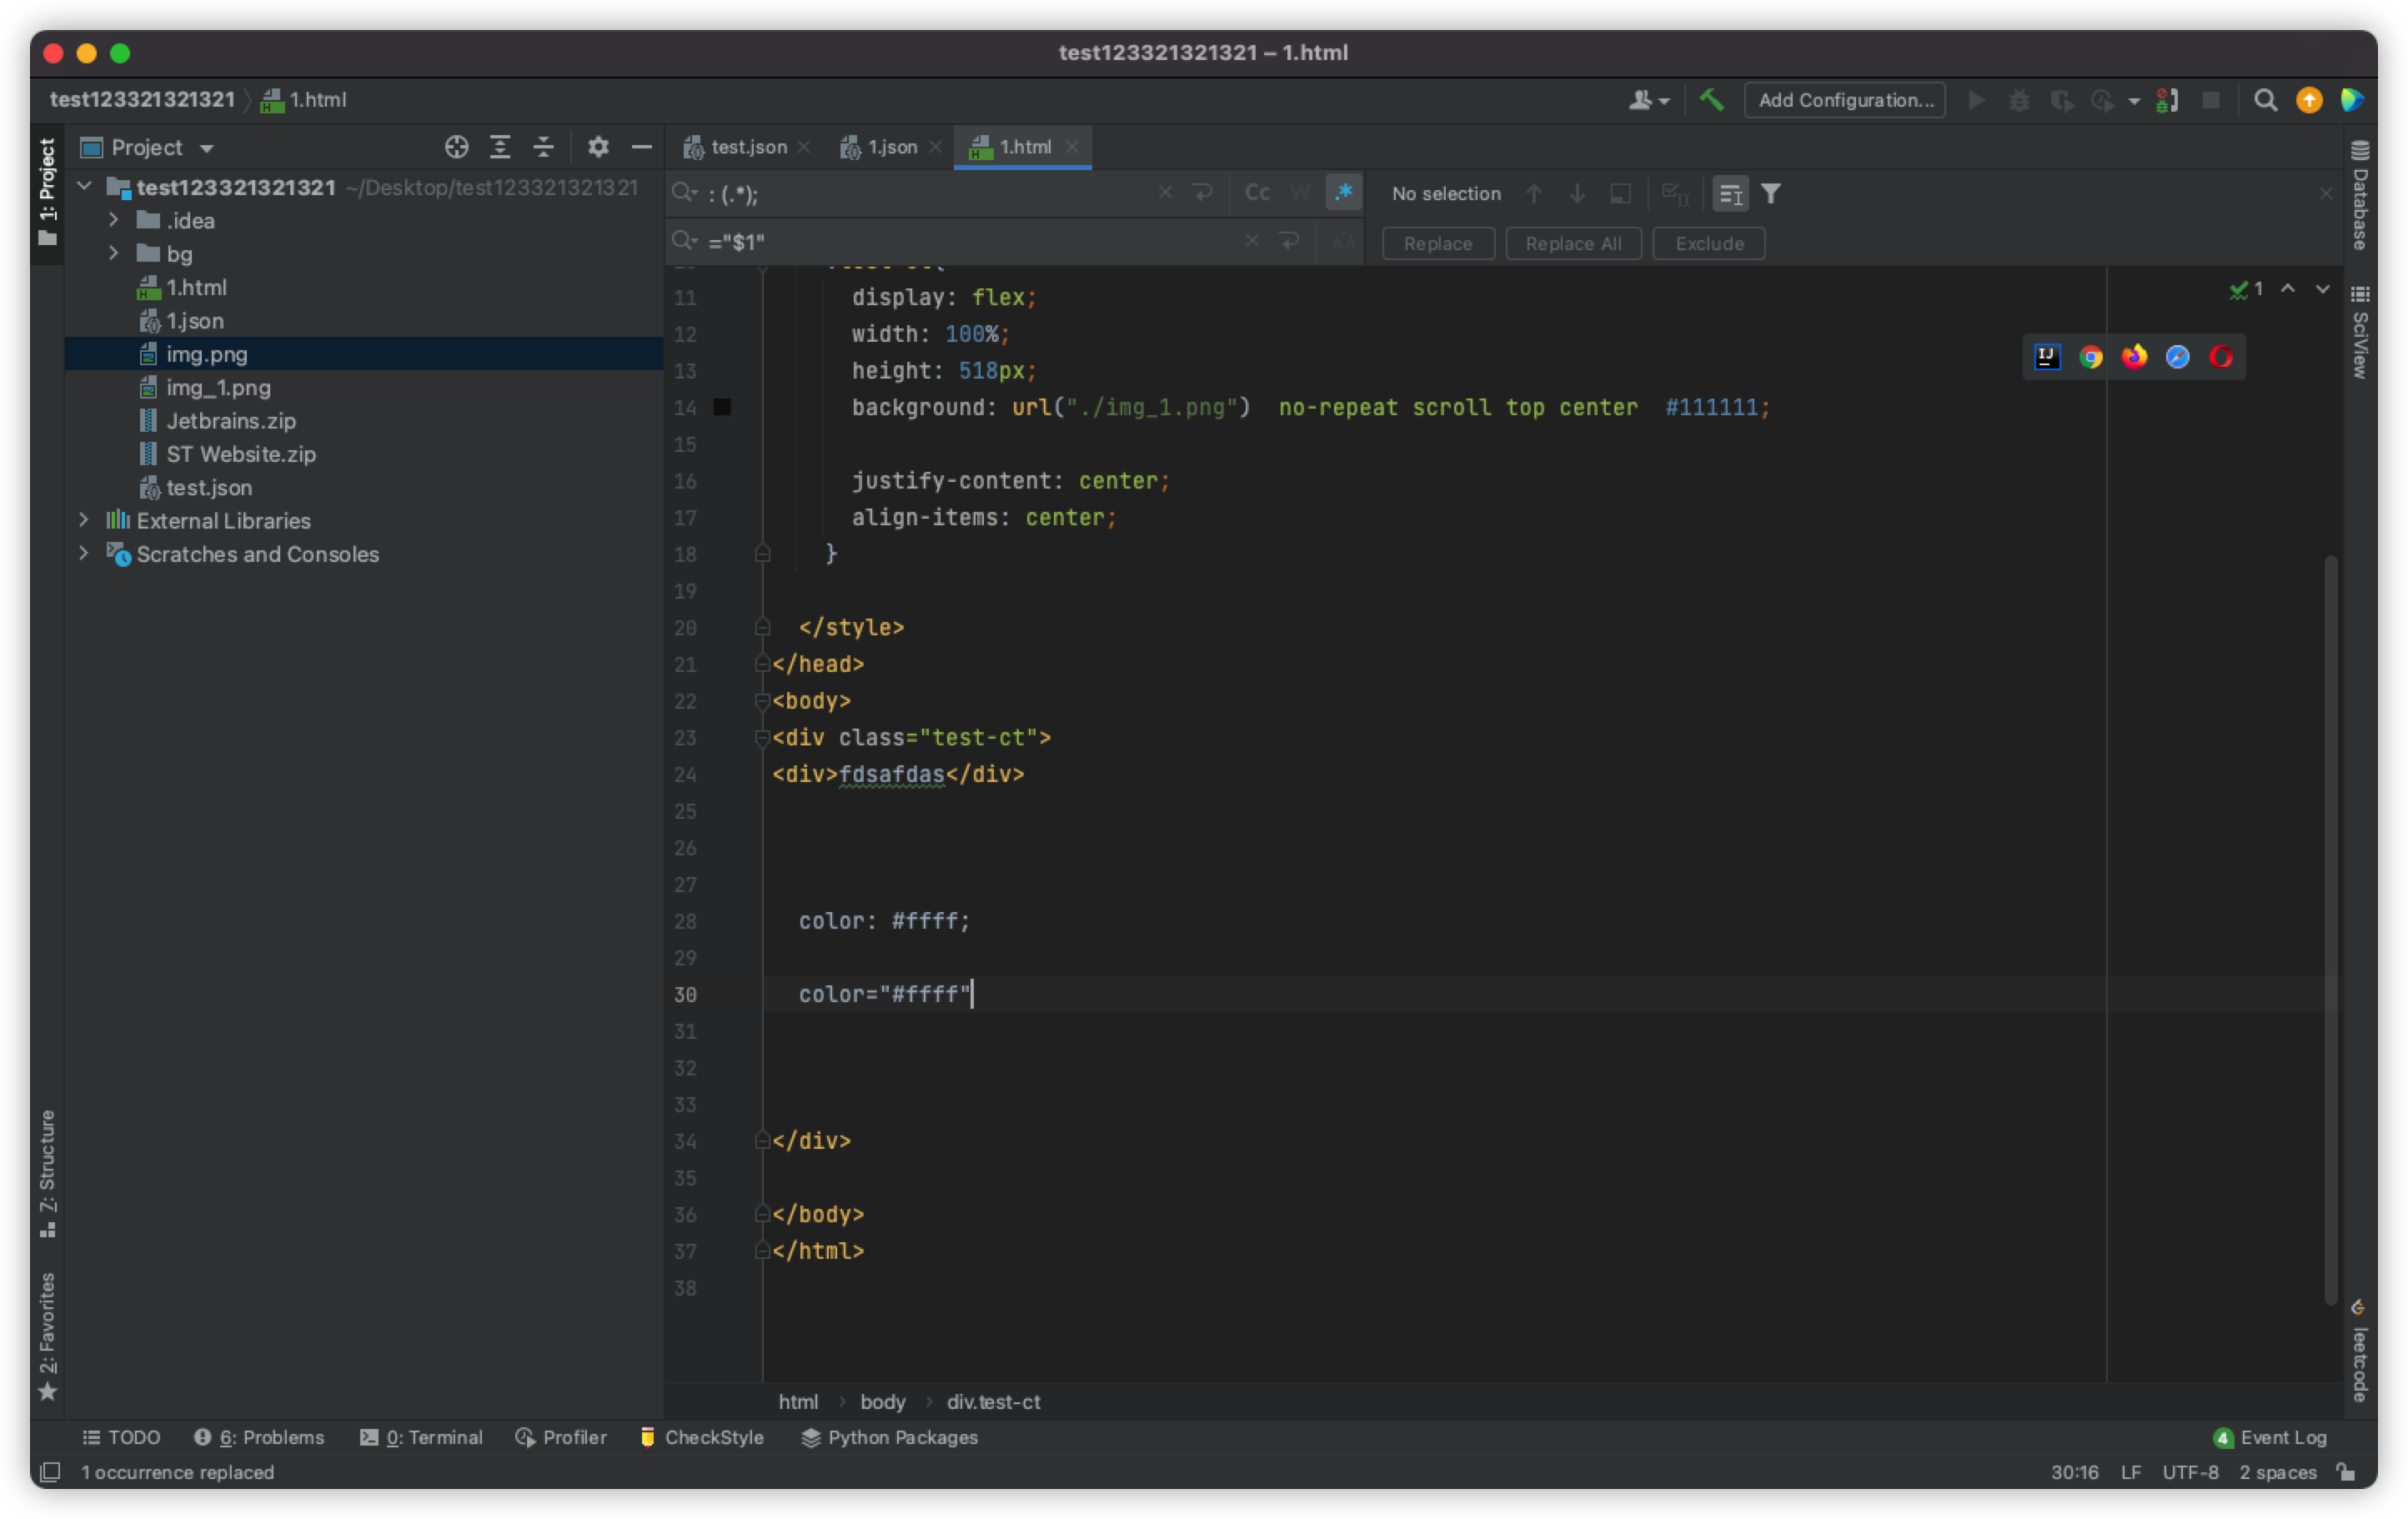 test123321321321 – 1.html
test123321321321 1.html
Add Configuration...
1: Project
Project
test123321321321 ~/Desktop/test123321321321
.idea
bg
1.html
1.json
img.png
img_1.png
Jetbrains.zip
ST Website.zip
test.json
External Libraries
Scratches and Consoles
test.json
1.json
1.html
: (.*);
Cc W .*
No selection
="$1"
Replace
Replace All
Exclude
1
11 display: flex;
12 width: 100%;
13 height: 518px;
14 background: url("./img_1.png")  no-repeat scroll top center  #111111;
15
16 justify-content: center;
17 align-items: center;
18 }
19
20 </style>
21 </head>
22 <body>
23 <div class="test-ct">
24 <div>fdsafdas</div>
25
26
27
28 color: #ffff;
29
30 color="#ffff"
31
32
33
34 </div>
35
36 </body>
37 </html>
38
html
body
div.test-ct
Database
SciView
leetcode
7: Structure
2: Favorites
TODO
6: Problems
0: Terminal
Profiler
CheckStyle
Python Packages
4 Event Log
1 occurrence replaced
30:16
LF
UTF-8
2 spaces